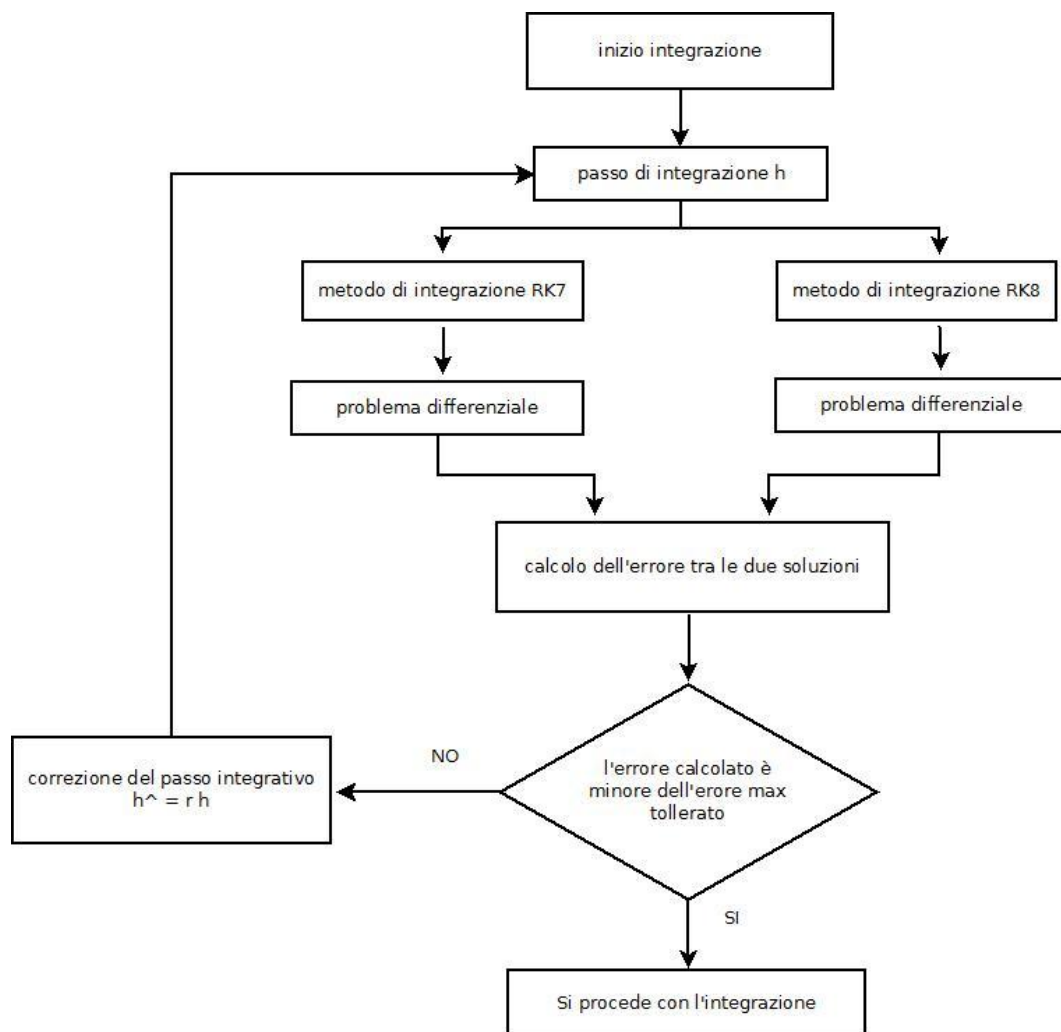 inizio integrazione
passo di integrazione h
metodo di integrazione RK7
metodo di integrazione RK8
problema differenziale
problema differenziale
calcolo dell'errore tra le due soluzioni
NO
correzione del passo integrativo
h^ = r h
l'errore calcolato è
minore dell'erore max
tollerato
SI
Si procede con l'integrazione